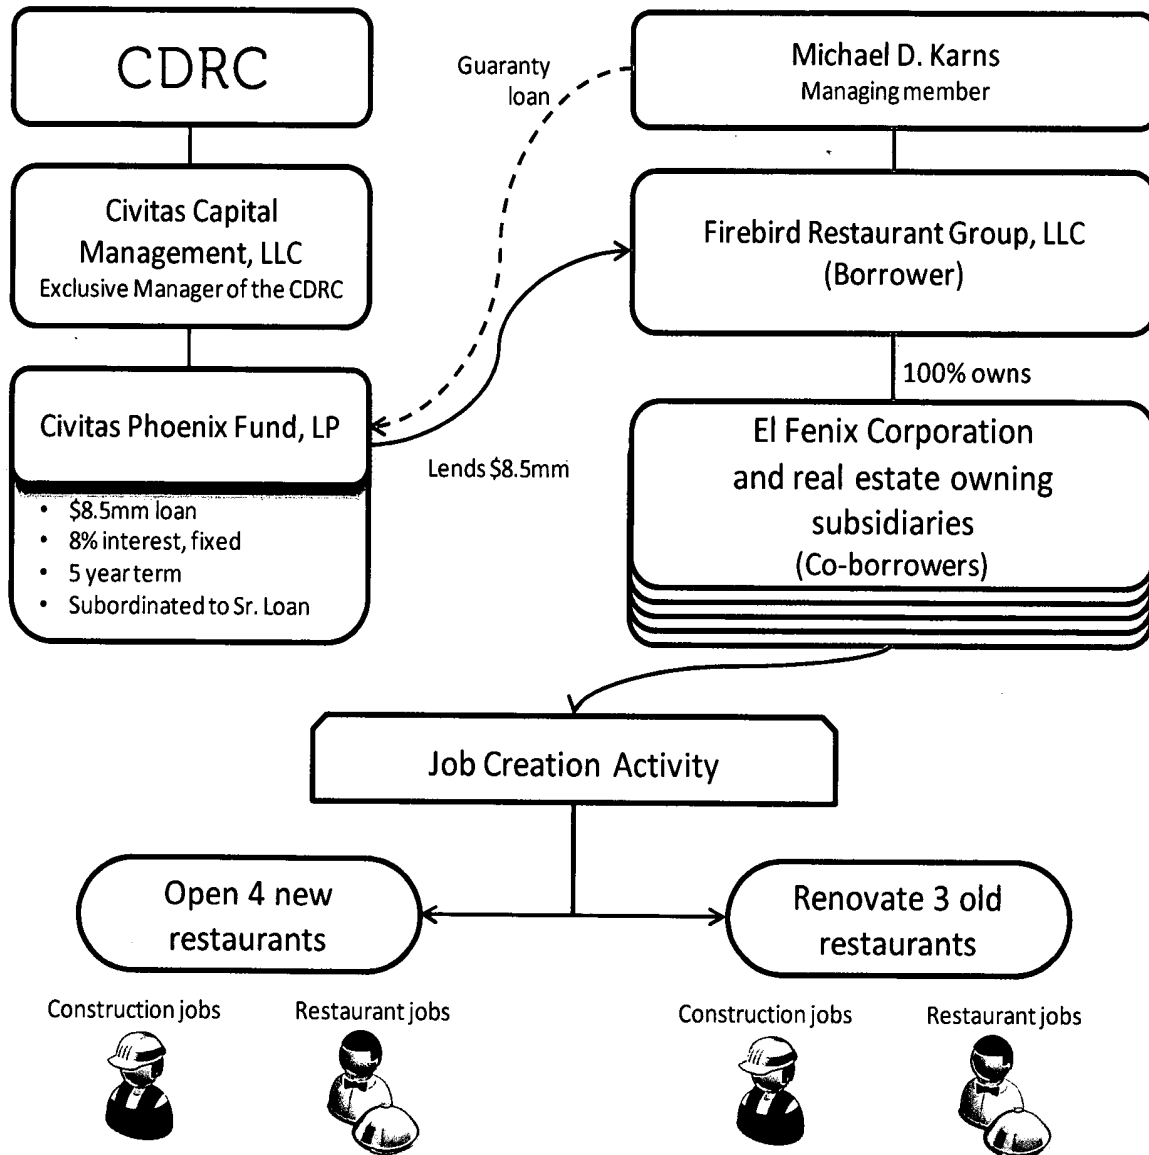 CDRC
Guaranty
loan
Michael D. Karns
Managing member
Civitas Capital
Management, LLC
Exclusive Manager of the CDRC
Firebird Restaurant Group, LLC
(Borrower)
100% owns
Civitas Phoenix Fund, LP
Lends $8.5mm
• $8.5mm loan
• 8% interest, fixed
• 5 year term
• Subordinated to Sr. Loan
El Fenix Corporation
and real estate owning
subsidiaries
(Co-borrowers)
Job Creation Activity
Open 4 new
restaurants
Renovate 3 old
restaurants
Construction jobs
Restaurant jobs
Construction jobs
Restaurant jobs